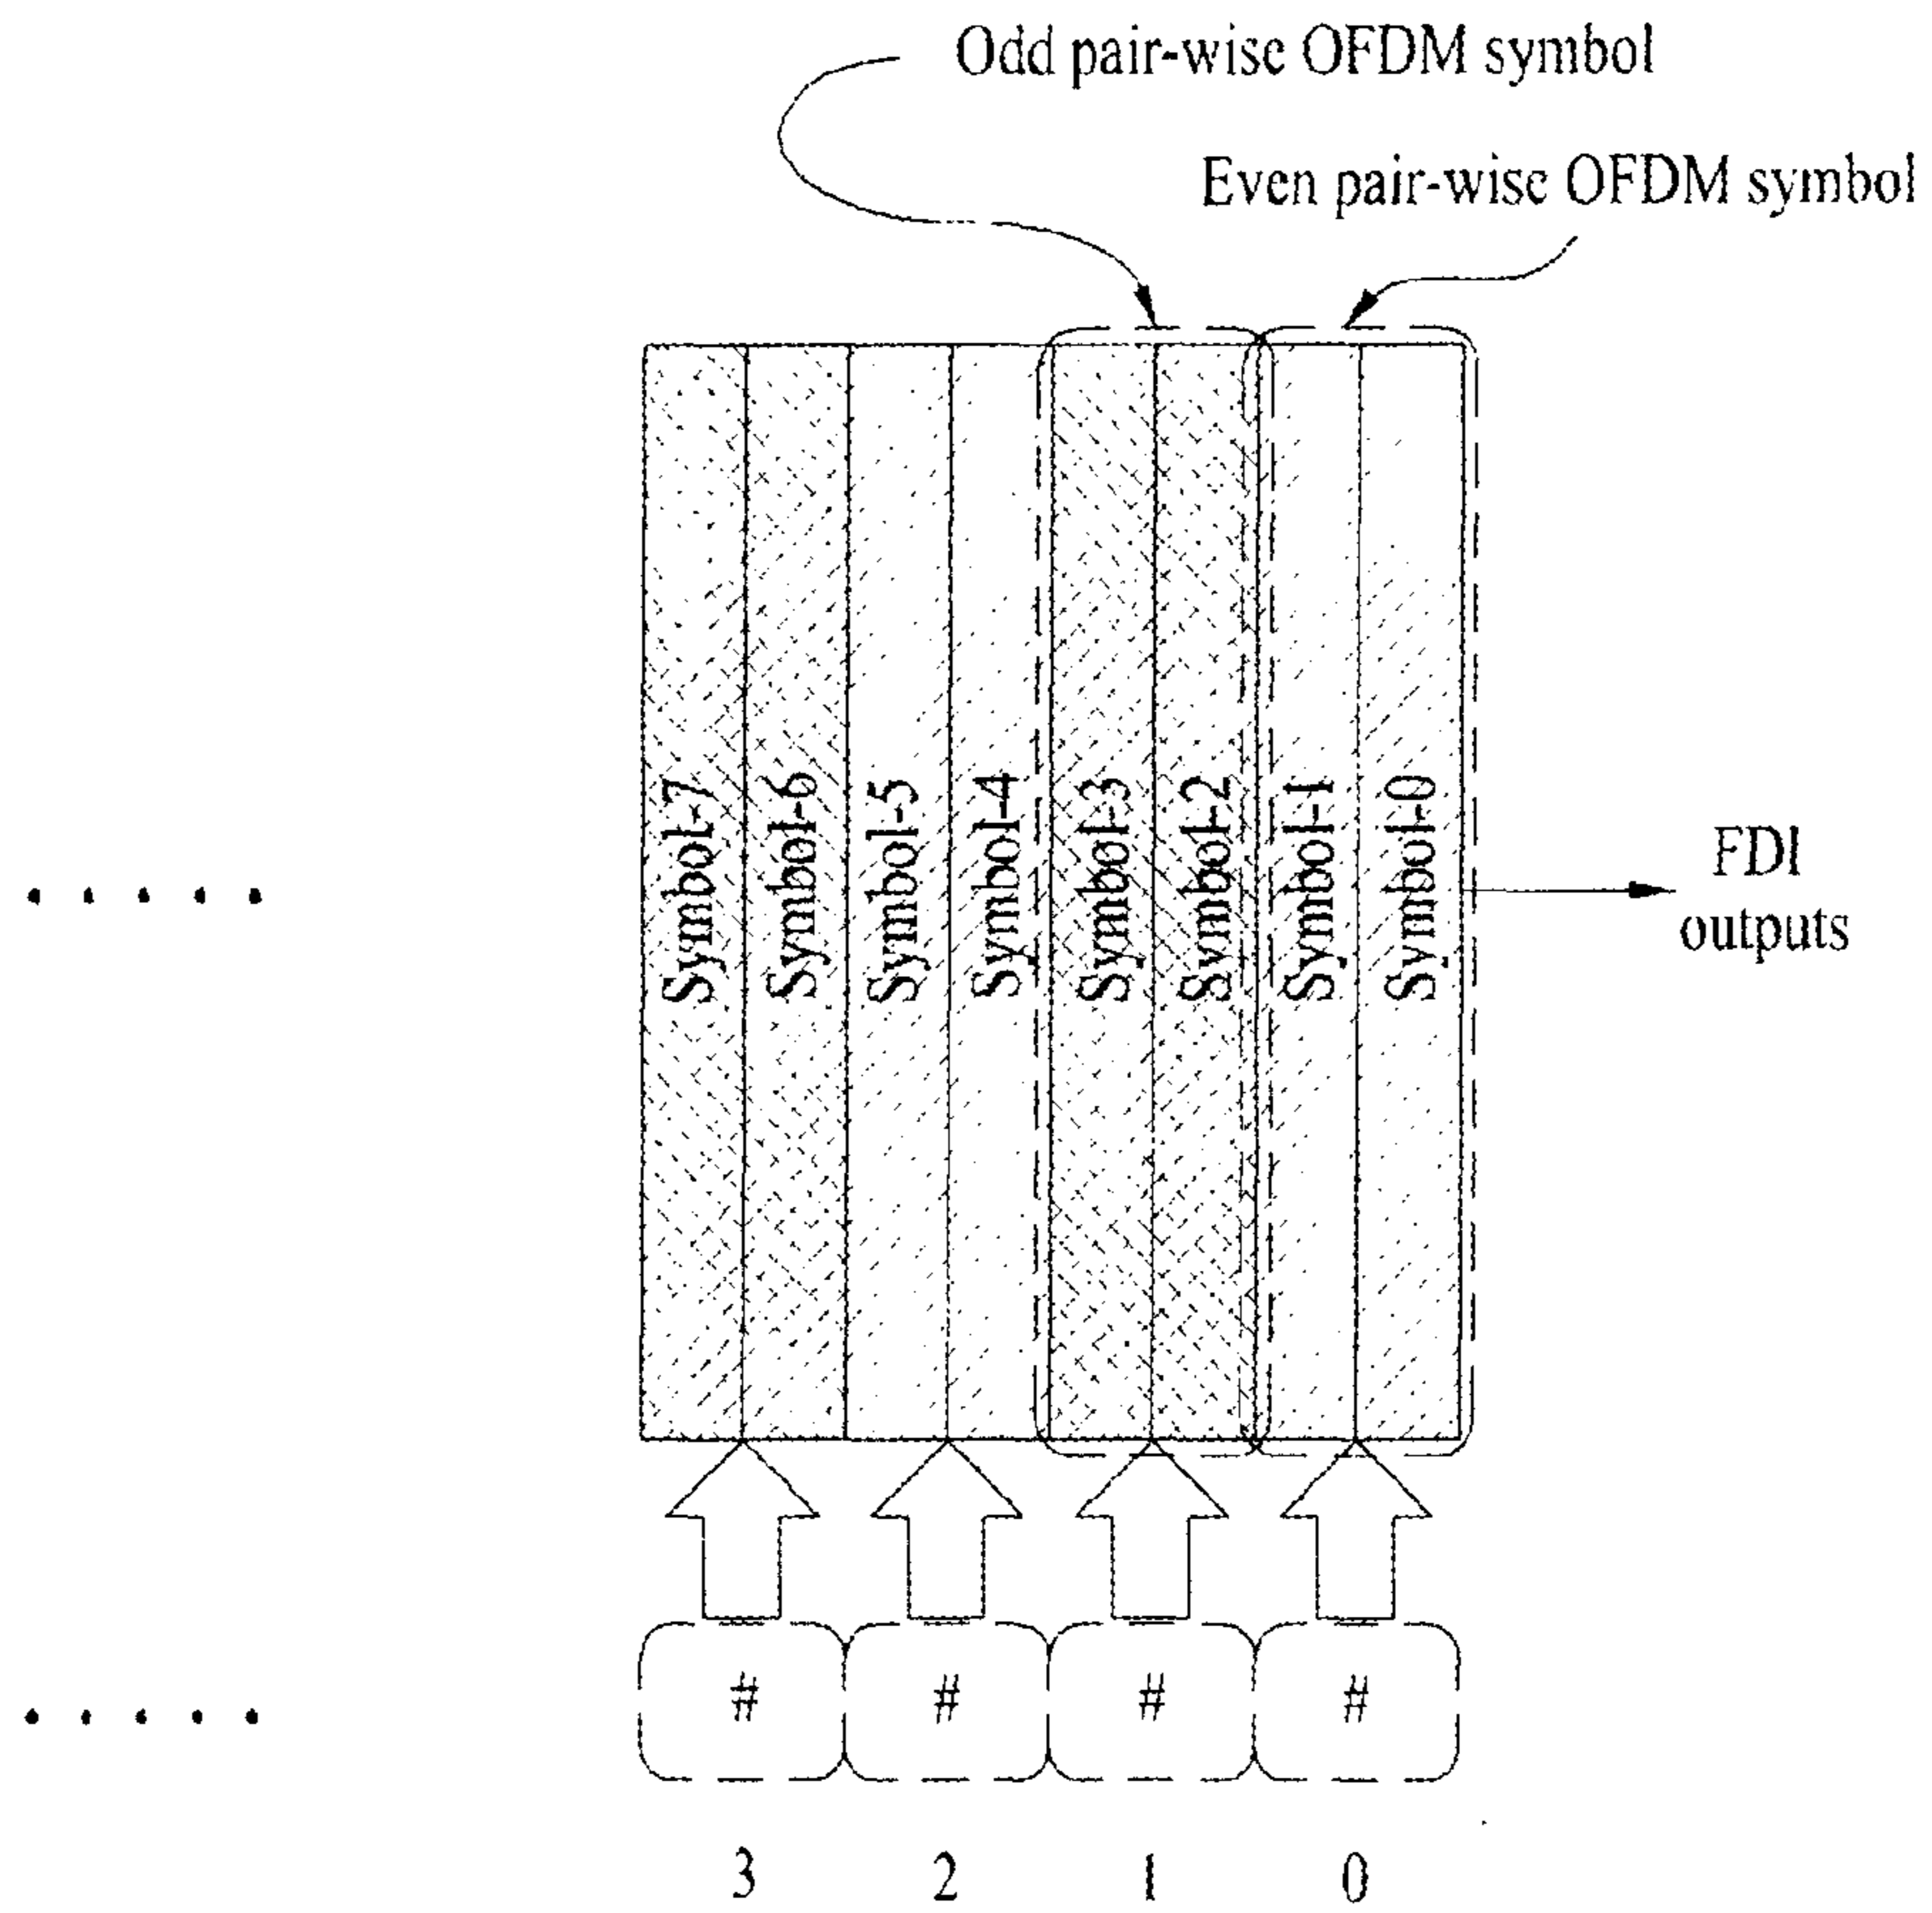 Odd pair-wise OFDM symbol
Even pair-wise OFDM symbol
Symbol-7
Symbol-6
Symbol-5
Symbol-4
Symbol-3
Symbol-2
Symbol-1
Symbol-0
FDI
outputs
# # # #
3 2 1 0